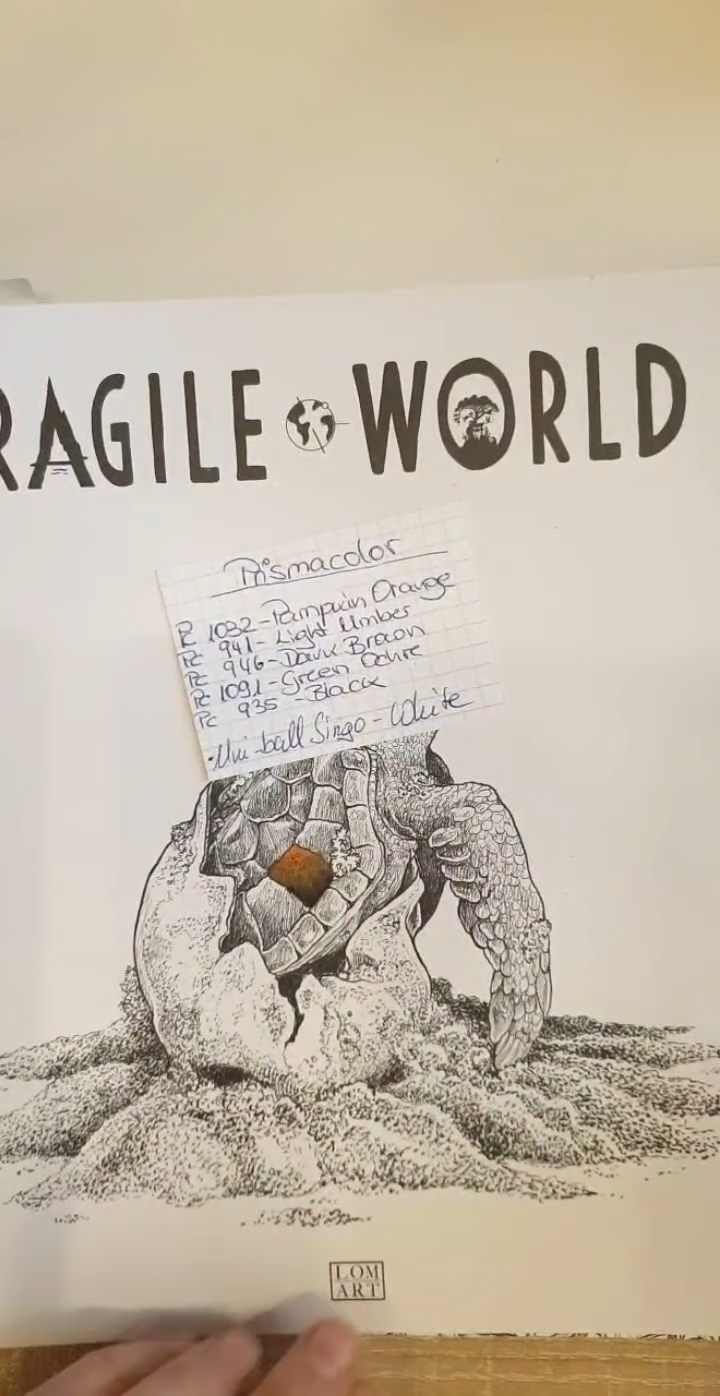 RAGILE WORLD
Prismacolor
PC 1032-Pumpkin Orange
PC 941- Light Umber
PC 946-Dark Brown
PC 1091-Green Ochre
PC 935 -Black
·Uni-ball Singo-White
LOM
ART